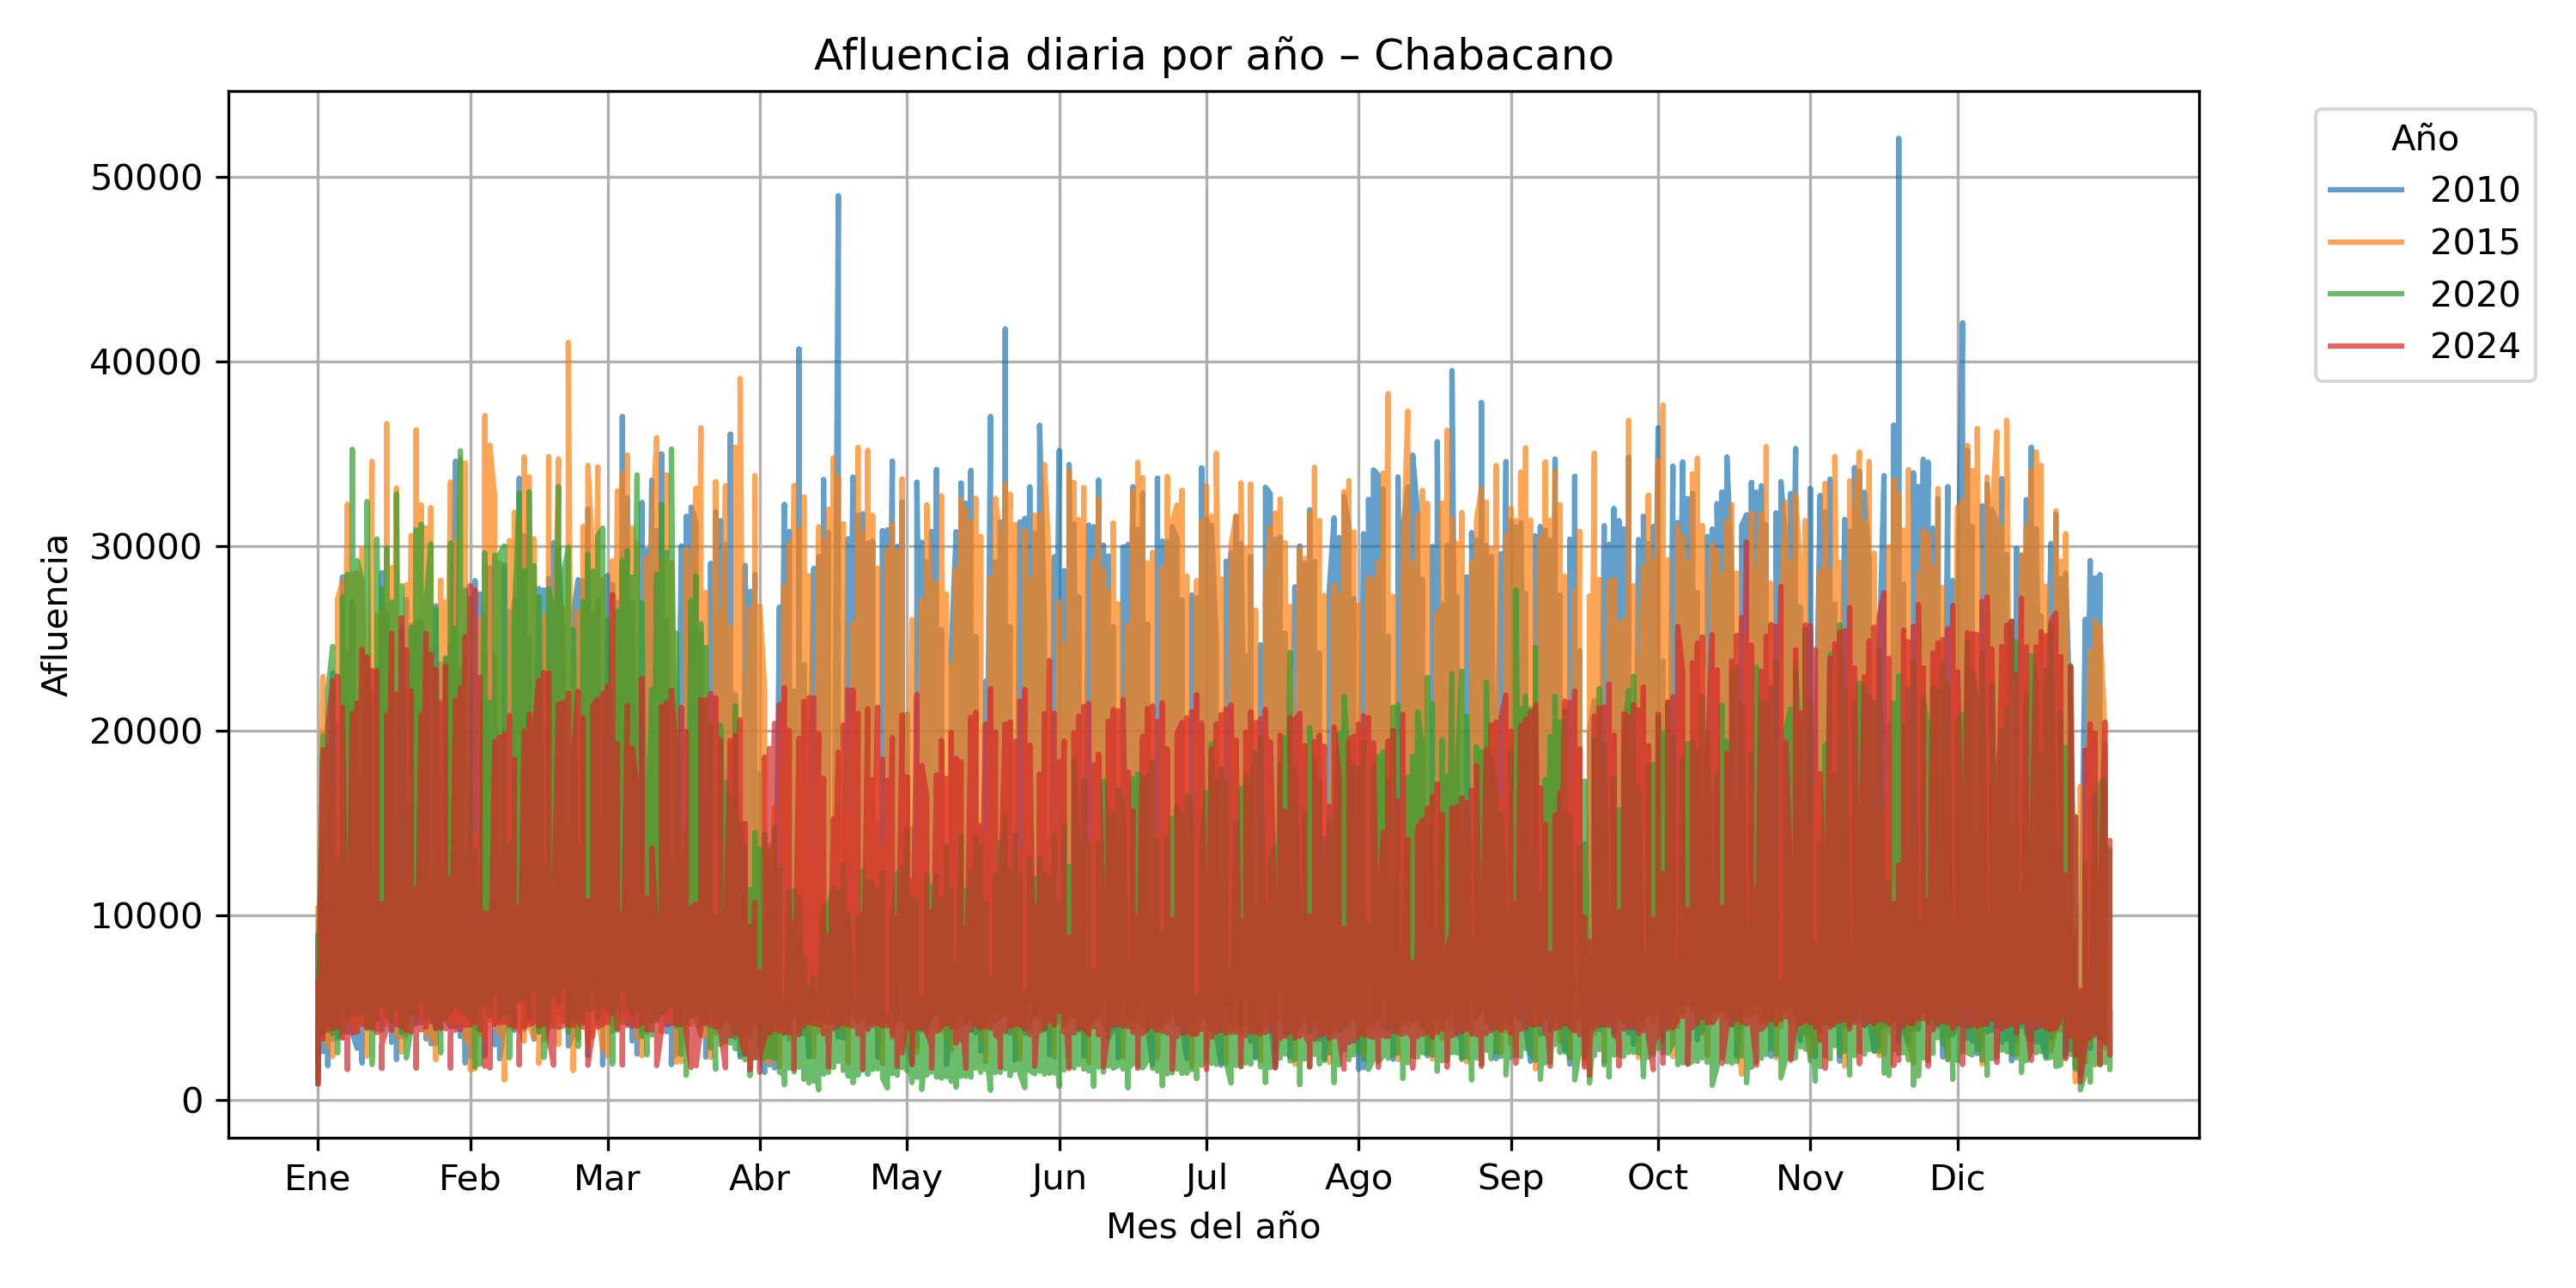 Afluencia diaria por año – Chabacano
Afluencia
50000
40000
30000
20000
10000
0
Ene Feb Mar Abr May Jun Jul Ago Sep Oct Nov Dic
Mes del año
Año
2010
2015
2020
2024